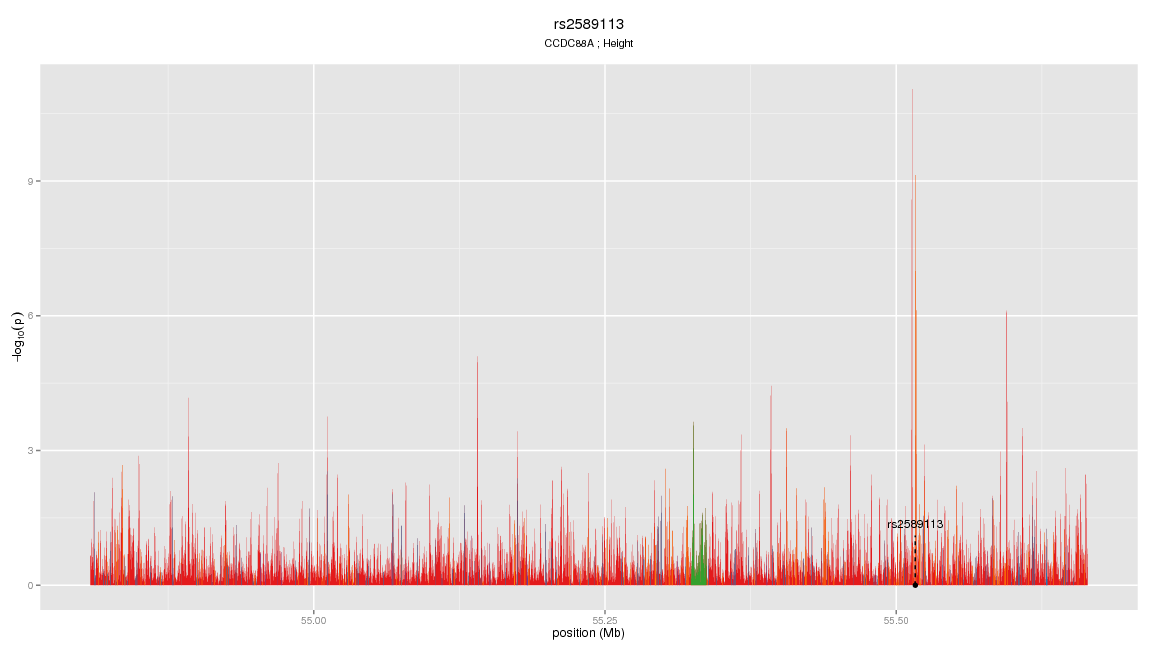 rs2589113
CCDC88A ; Height
9
6
3
0
−log₁₀(p)
rs2589113
55.00
55.25
55.50
position (Mb)